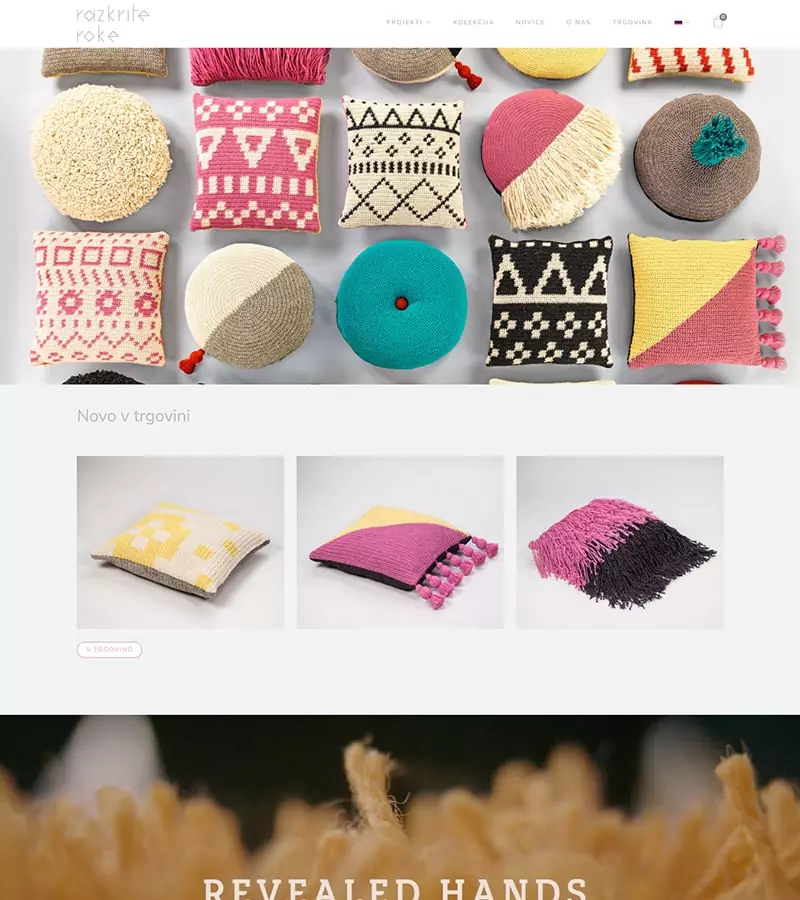 razkrite
roke
PROJEKTI
KOLEKCIJA
NOVICE
O NAS
TRGOVINA
0
Novo v trgovini
V TRGOVINO
REVEALED HANDS